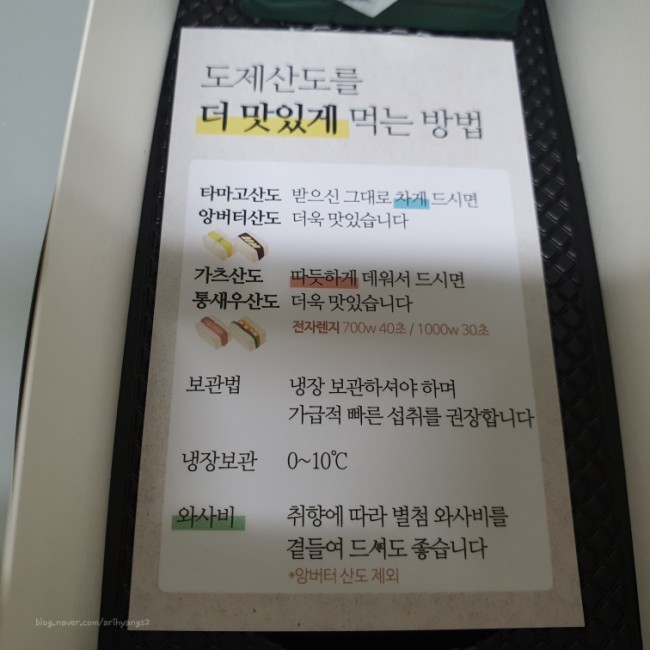 도제산도를
더 맛있게 먹는 방법
타마고산도 받으신 그대로 차게 드시면
앙버터산도 더욱 맛있습니다
가츠산도 따듯하게 데워서 드시면
통새우산도 더욱 맛있습니다
전자렌지 700w 40초 / 1000w 30초
보관법 냉장 보관하셔야 하며
가급적 빠른 섭취를 권장합니다
냉장보관 0~10℃
와사비 취향에 따라 별첨 와사비를
곁들여 드셔도 좋습니다
*앙버터 산도 제외
blog.naver.com/arihyangs2